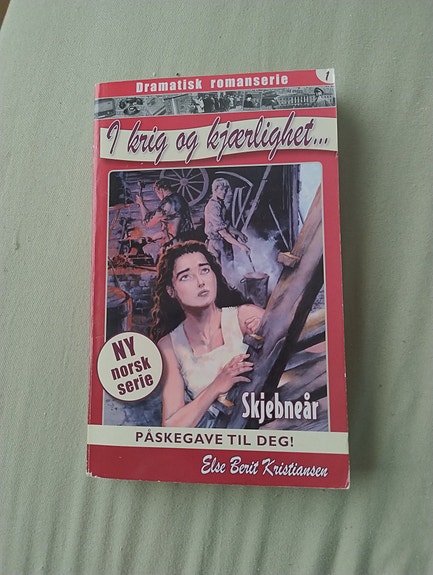 Dramatisk romanserie
1
I krig og kjærlighet...
NY
norsk
serie
Skjebneår
PÅSKEGAVE TIL DEG!
Else Berit Kristiansen